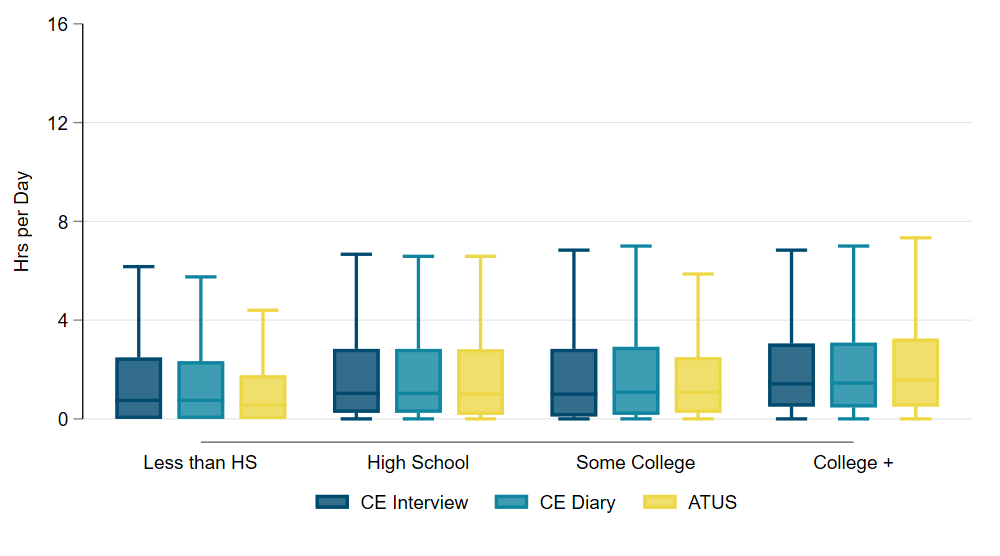 16
12
8
4
0
Hrs per Day
Less than HS High School Some College College +
CE Interview CE Diary ATUS